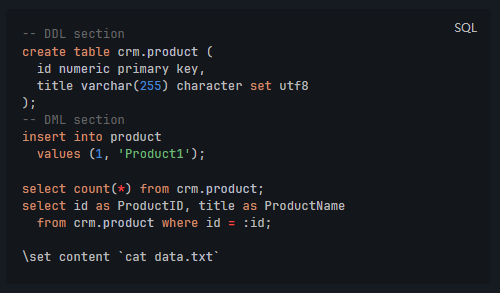 SQL
-- DDL section
create table crm.product (
  id numeric primary key,
  title varchar(255) character set utf8
);
-- DML section
insert into product
  values (1, 'Product1');

select count(*) from crm.product;
select id as ProductID, title as ProductName
  from crm.product where id = :id;

\set content `cat data.txt`